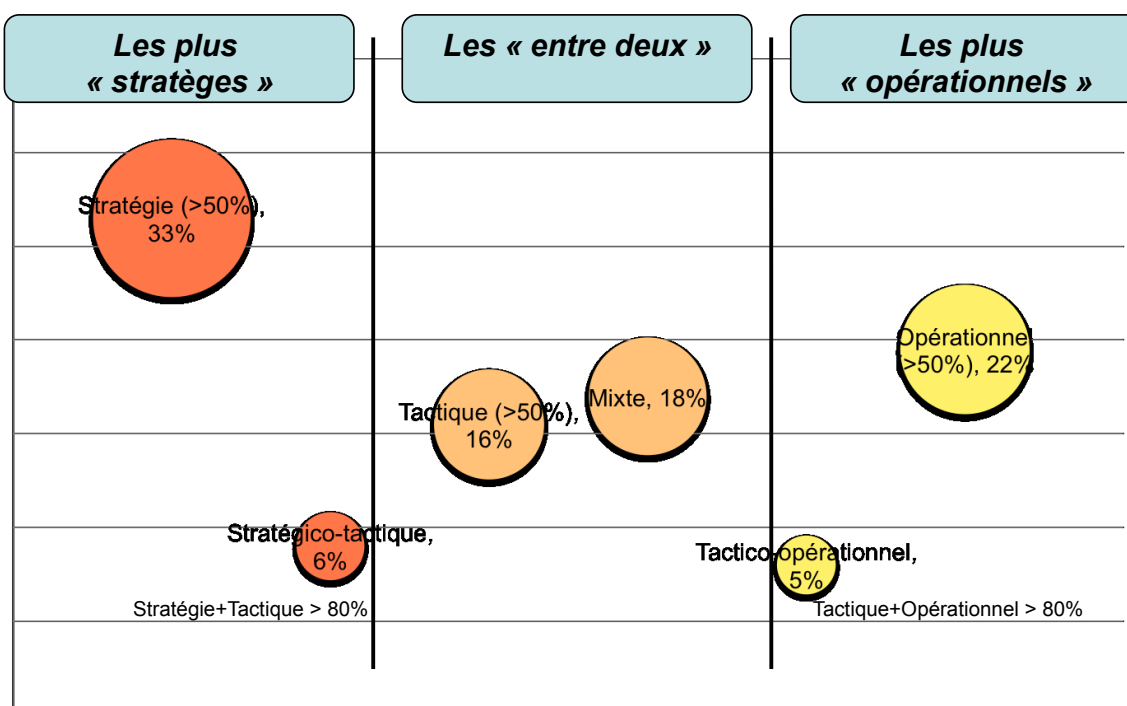 Les plus
« stratèges »
Les « entre deux »
Les plus
« opérationnels »
Stratégie (>50%),
33%
Stratégico-tactique,
6%
Stratégie+Tactique > 80%
Tactique (>50%),
16%
Mixte, 18%
Opérationnel
(>50%), 22%
Tactico-opérationnel,
5%
Tactique+Opérationnel > 80%